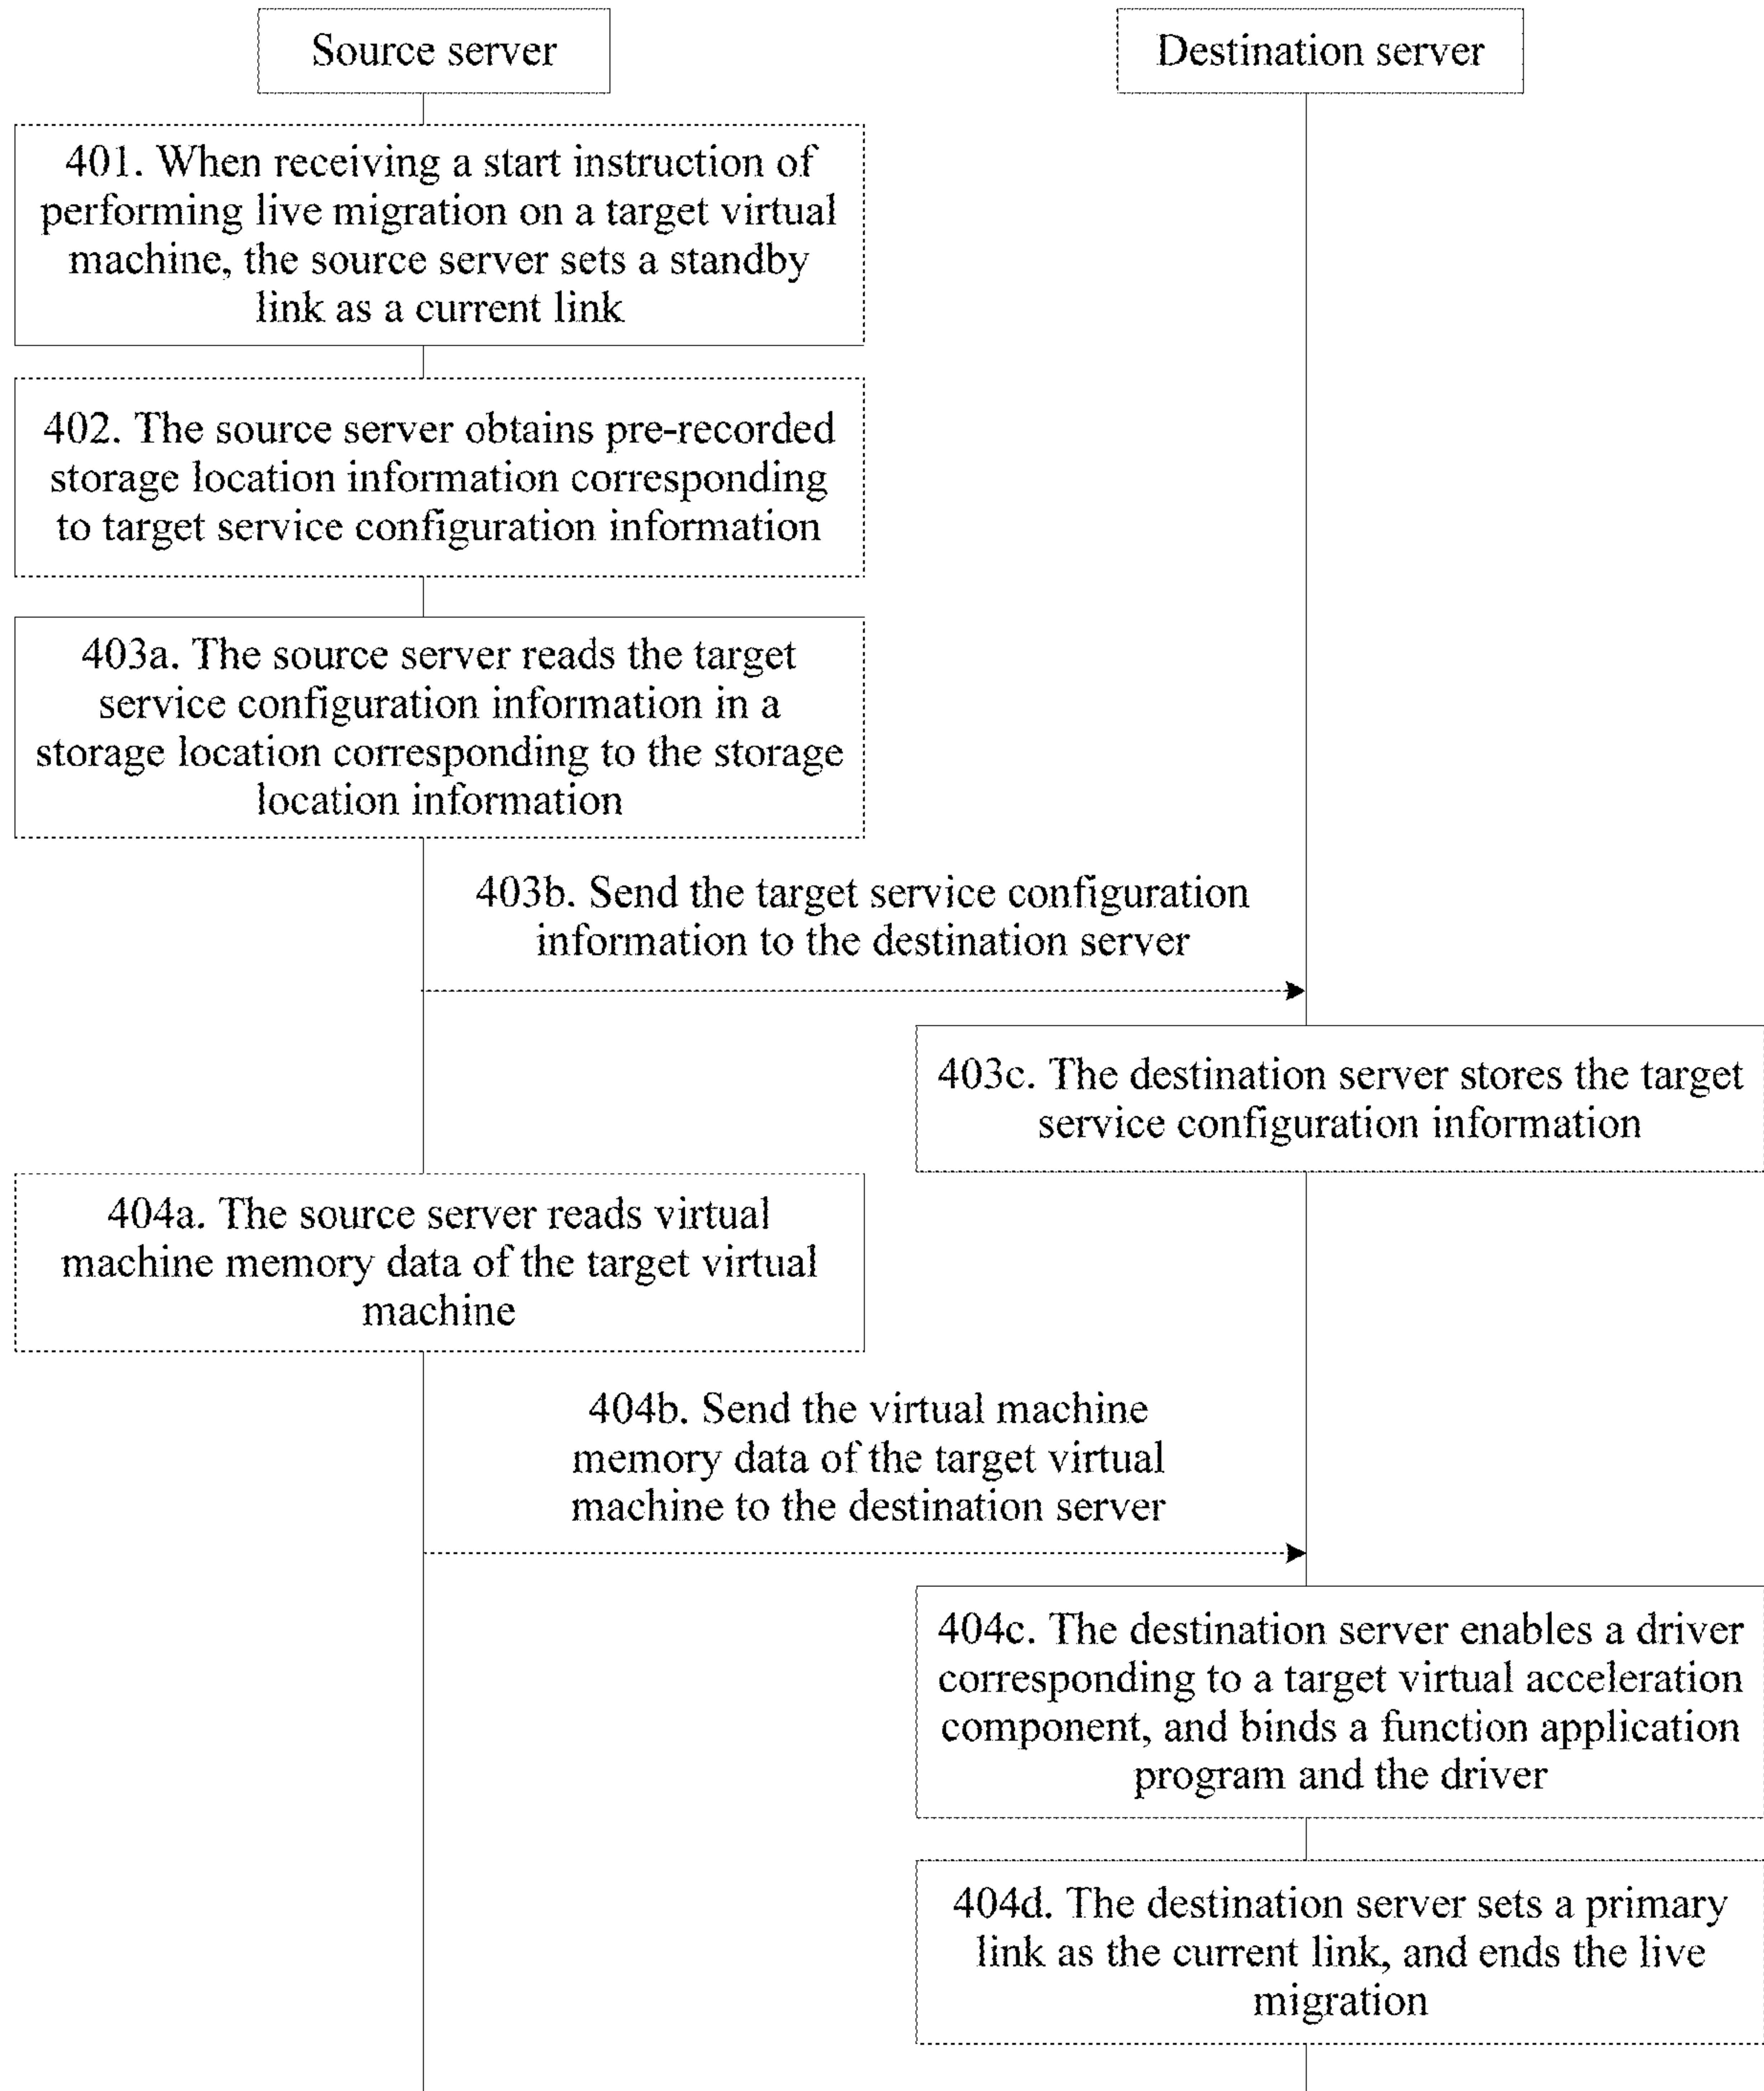 Source server
Destination server
401. When receiving a start instruction of
performing live migration on a target virtual
machine, the source server sets a standby
link as a current link
402. The source server obtains pre-recorded
storage location information corresponding
to target service configuration information
403a. The source server reads the target
service configuration information in a
storage location corresponding to the storage
location information
403b. Send the target service configuration
information to the destination server
403c. The destination server stores the target
service configuration information
404a. The source server reads virtual
machine memory data of the target virtual
machine
404b. Send the virtual machine
memory data of the target virtual
machine to the destination server
404c. The destination server enables a driver
corresponding to a target virtual acceleration
component, and binds a function application
program and the driver
404d. The destination server sets a primary
link as the current link, and ends the live
migration